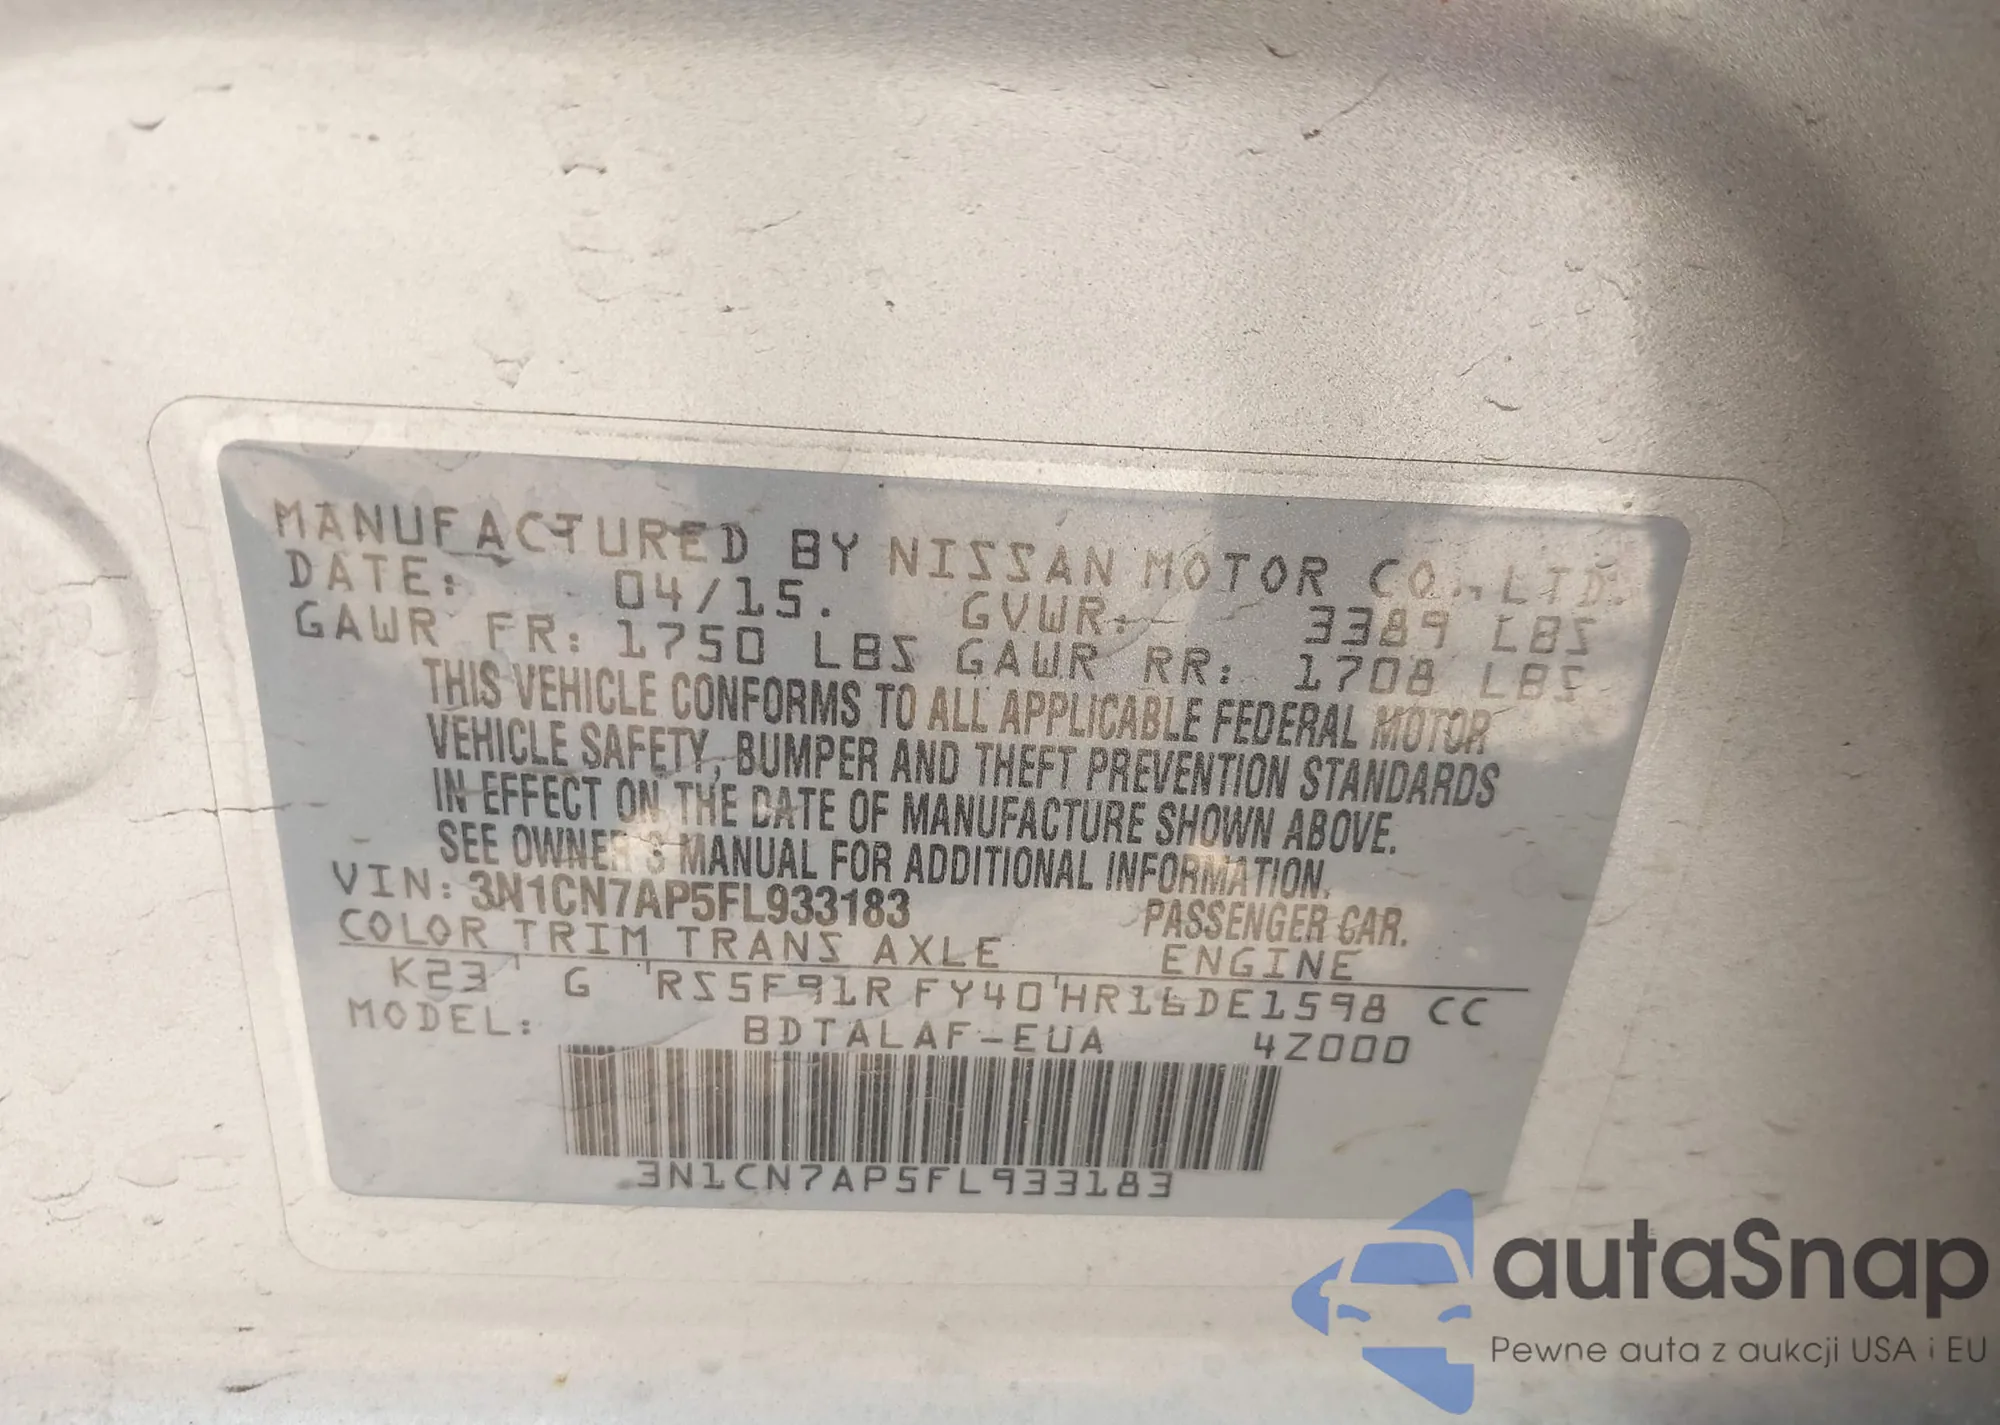 MANUFACTURED BY NISSAN MOTOR CO.,LTD.
DATE: 04/15. GVWR: 3389 LBS
GAWR FR: 1750 LBS GAWR RR: 1708 LBS
THIS VEHICLE CONFORMS TO ALL APPLICABLE FEDERAL MOTOR
VEHICLE SAFETY, BUMPER AND THEFT PREVENTION STANDARDS
IN EFFECT ON THE DATE OF MANUFACTURE SHOWN ABOVE.
SEE OWNER'S MANUAL FOR ADDITIONAL INFORMATION.
VIN: 3N1CN7AP5FL933183 PASSENGER CAR.
COLOR TRIM TRANS AXLE ENGINE
K23 G RS5F91R FY40 HR16DE1598 CC
MODEL: BDTALAF-EUA 4Z000
3N1CN7AP5FL933183
autaSnap
Pewne auta z aukcji USA i EU